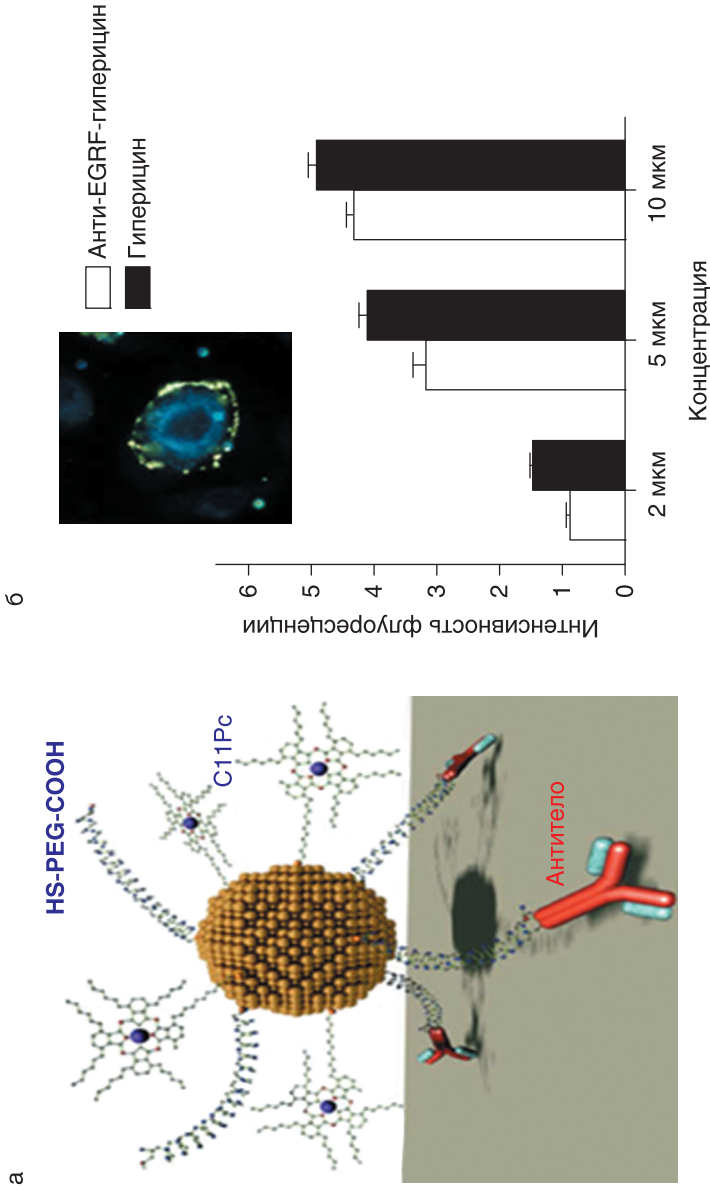 а
HS-PEG-COOH
C11Pc
Антитело
б
Анти-EGRF-гиперицин
Гиперицин
Интенсивность флуоресценции
6
5
4
3
2
1
0
2 мкм
5 мкм
10 мкм
Концентрация